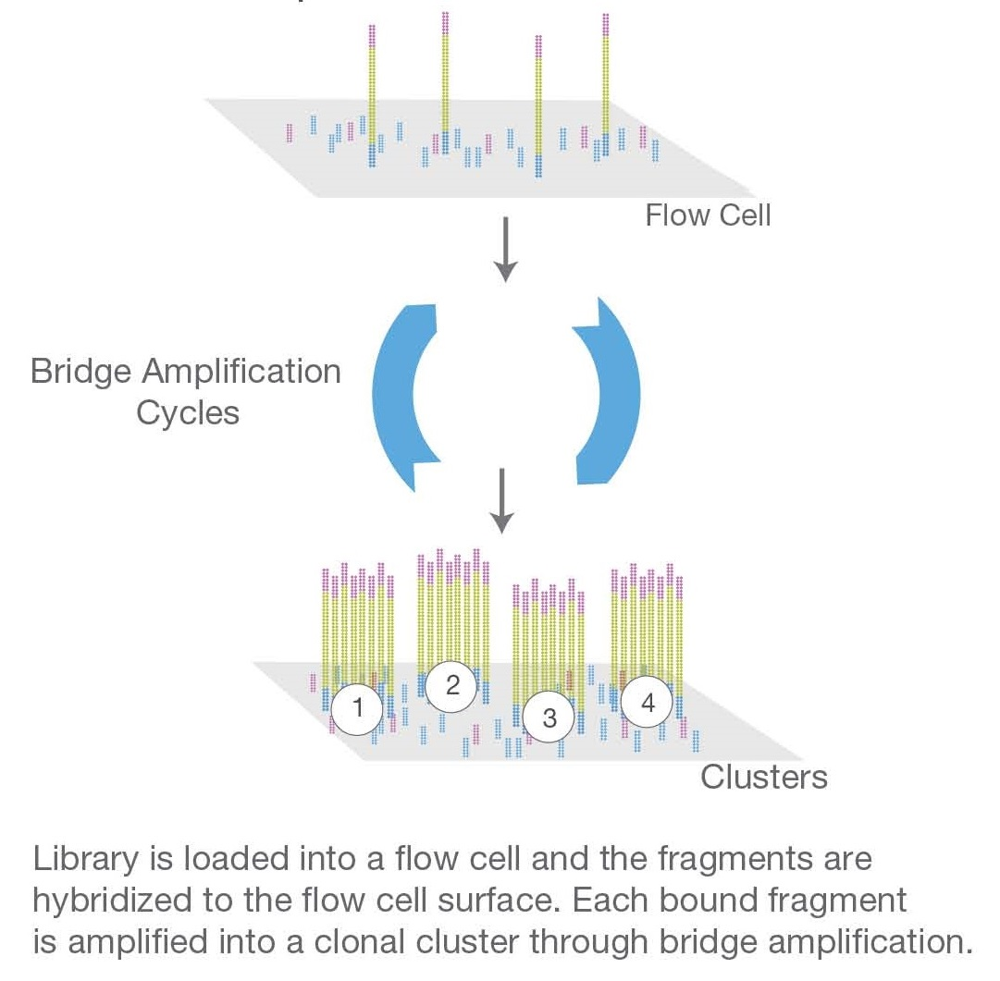 Flow Cell
Bridge Amplification
Cycles
1
2
3
4
Clusters
Library is loaded into a flow cell and the fragments are
hybridized to the flow cell surface. Each bound fragment
is amplified into a clonal cluster through bridge amplification.